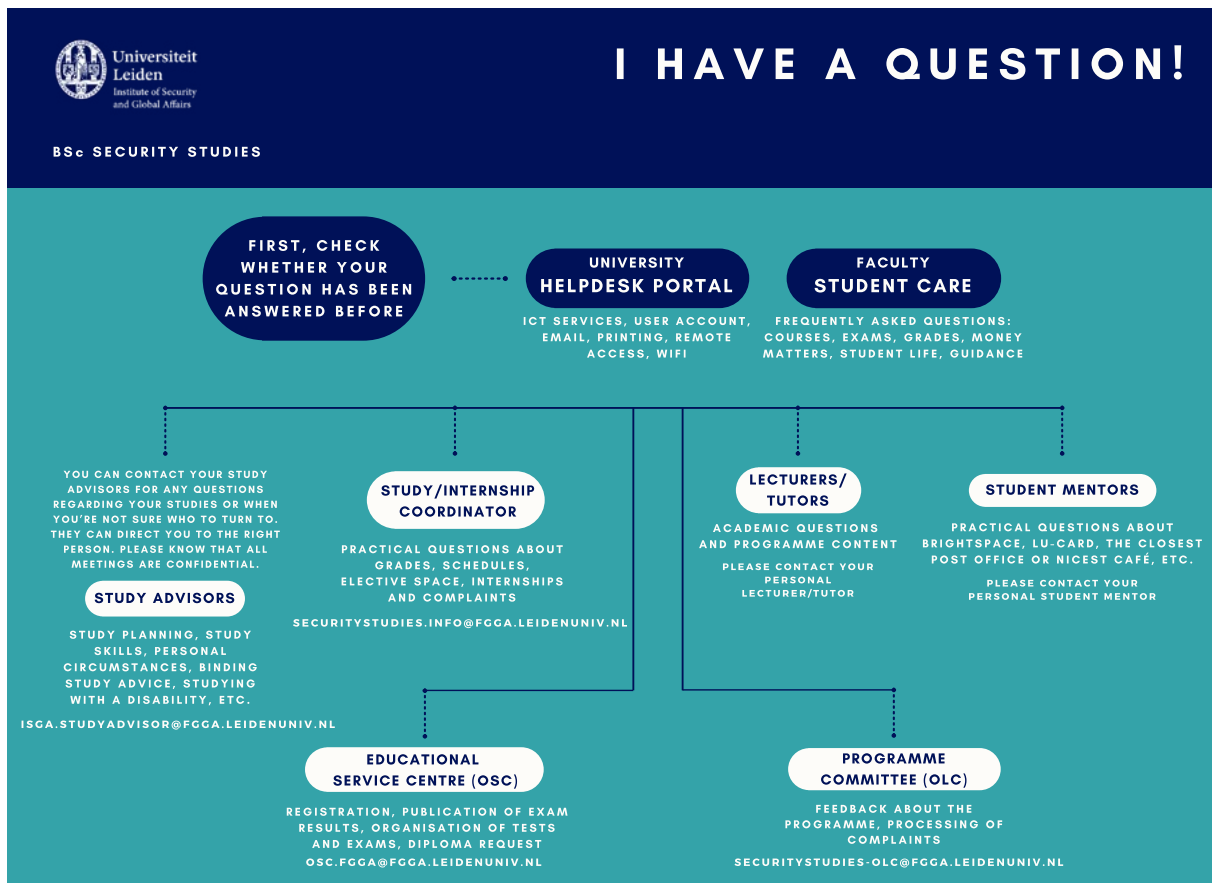 Universiteit
Leiden
Institute of Security
and Global Affairs
I HAVE A QUESTION!
BSc SECURITY STUDIES
FIRST, CHECK
WHETHER YOUR
QUESTION HAS BEEN
ANSWERED BEFORE
UNIVERSITY
HELPDESK PORTAL
ICT SERVICES, USER ACCOUNT,
EMAIL, PRINTING, REMOTE
ACCESS, WIFI
FACULTY
STUDENT CARE
FREQUENTLY ASKED QUESTIONS:
COURSES, EXAMS, GRADES, MONEY
MATTERS, STUDENT LIFE, GUIDANCE
YOU CAN CONTACT YOUR STUDY
ADVISORS FOR ANY QUESTIONS
REGARDING YOUR STUDIES OR WHEN
YOU'RE NOT SURE WHO TO TURN TO.
THEY CAN DIRECT YOU TO THE RIGHT
PERSON. PLEASE KNOW THAT ALL
MEETINGS ARE CONFIDENTIAL.
STUDY ADVISORS
STUDY PLANNING, STUDY
SKILLS, PERSONAL
CIRCUMSTANCES, BINDING
STUDY ADVICE, STUDYING
WITH A DISABILITY, ETC.
ISGA.STUDYADVISOR@FGGA.LEIDENUNIV.NL
STUDY/INTERNSHIP
COORDINATOR
PRACTICAL QUESTIONS ABOUT
GRADES, SCHEDULES,
ELECTIVE SPACE, INTERNSHIPS
AND COMPLAINTS
SECURITYSTUDIES.INFO@FGGA.LEIDENUNIV.NL
LECTURERS/
TUTORS
ACADEMIC QUESTIONS
AND PROGRAMME CONTENT
PLEASE CONTACT YOUR
PERSONAL
LECTURER/TUTOR
STUDENT MENTORS
PRACTICAL QUESTIONS ABOUT
BRIGHTSPACE, LU-CARD, THE CLOSEST
POST OFFICE OR NICEST CAFÉ, ETC.
PLEASE CONTACT YOUR
PERSONAL STUDENT MENTOR
EDUCATIONAL
SERVICE CENTRE (OSC)
REGISTRATION, PUBLICATION OF EXAM
RESULTS, ORGANISATION OF TESTS
AND EXAMS, DIPLOMA REQUEST
OSC.FGGA@FGGA.LEIDENUNIV.NL
PROGRAMME
COMMITTEE (OLC)
FEEDBACK ABOUT THE
PROGRAMME, PROCESSING OF
COMPLAINTS
SECURITYSTUDIES-OLC@FGGA.LEIDENUNIV.NL